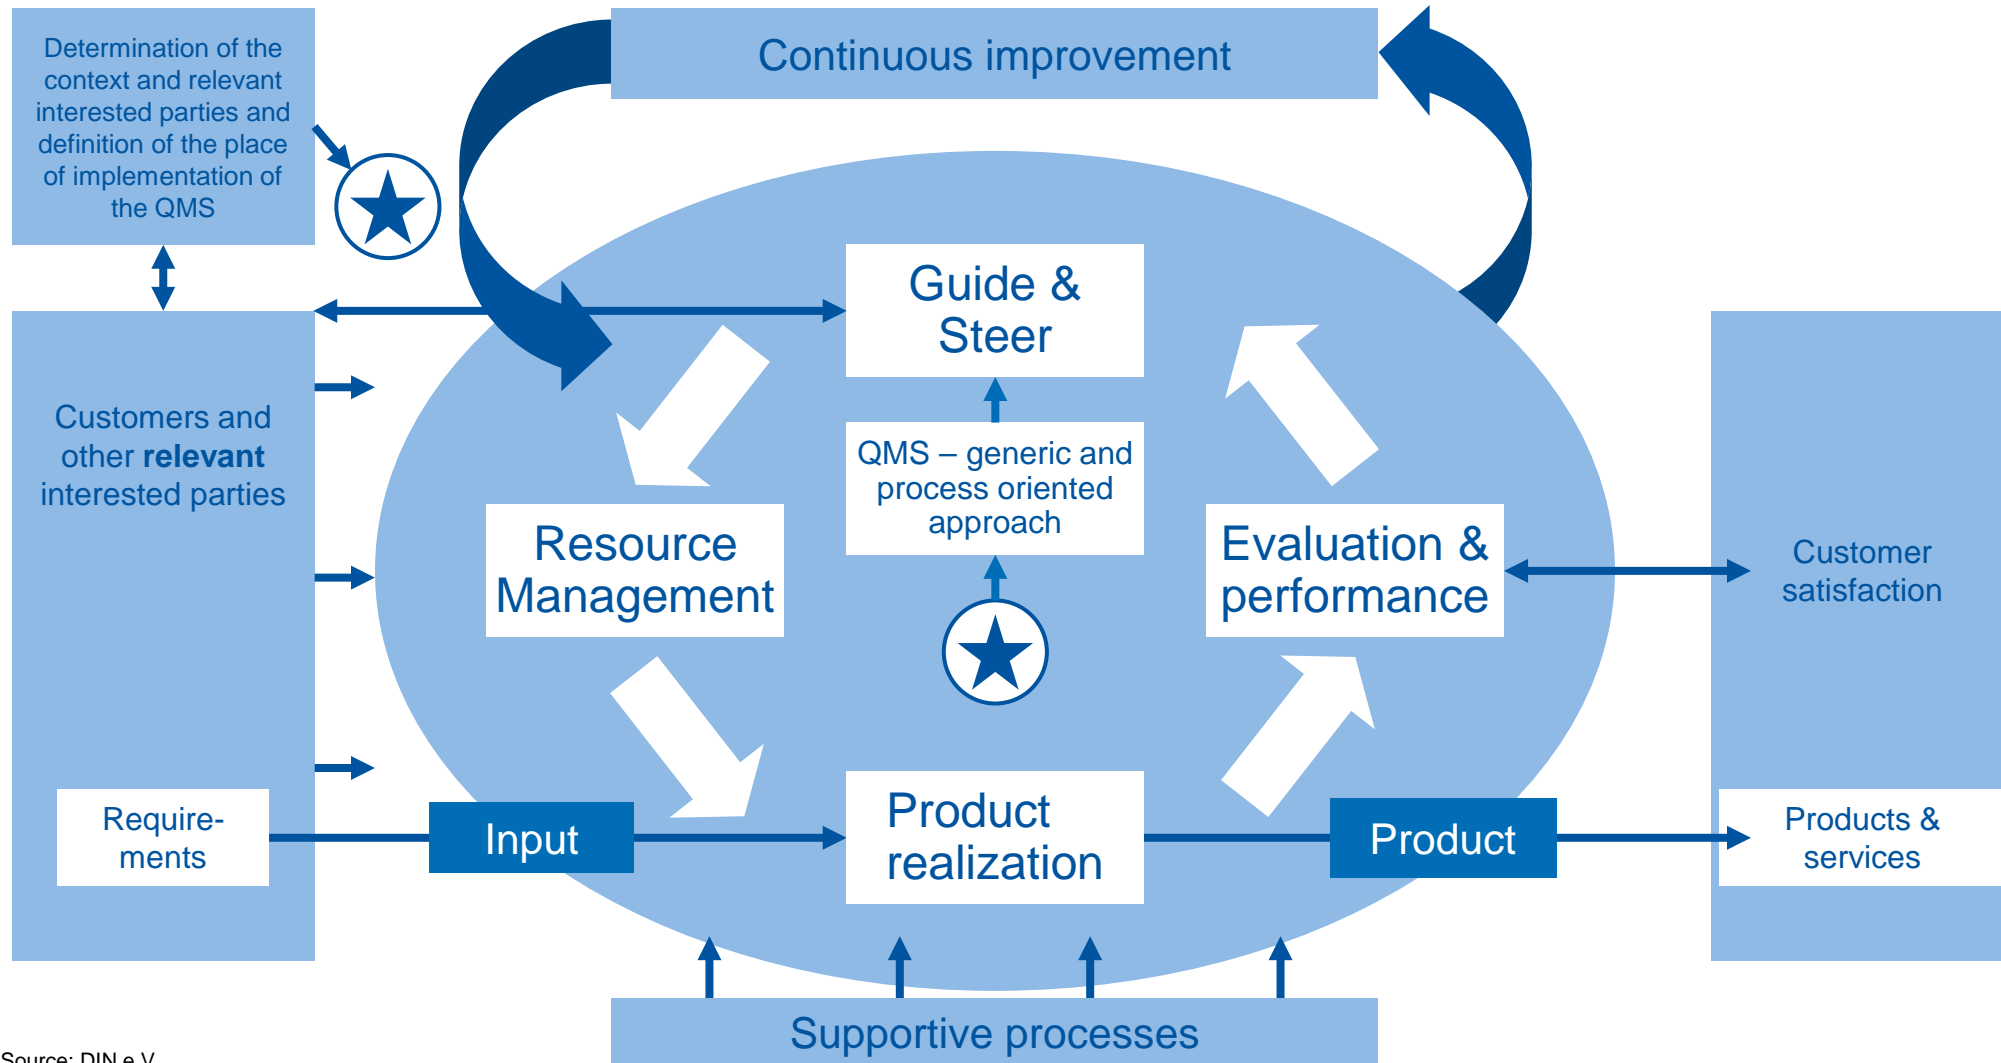 Determination of the
context and relevant
interested parties and
definition of the place
of implementation of
the QMS
Continuous improvement
Customers and
other relevant
interested parties
Require-
ments
Input
Guide &
Steer
QMS – generic and
process oriented
approach
Resource
Management
Evaluation &
performance
Product
realization
Product
Customer
satisfaction
Products &
services
Supportive processes
Source: DIN e.V.